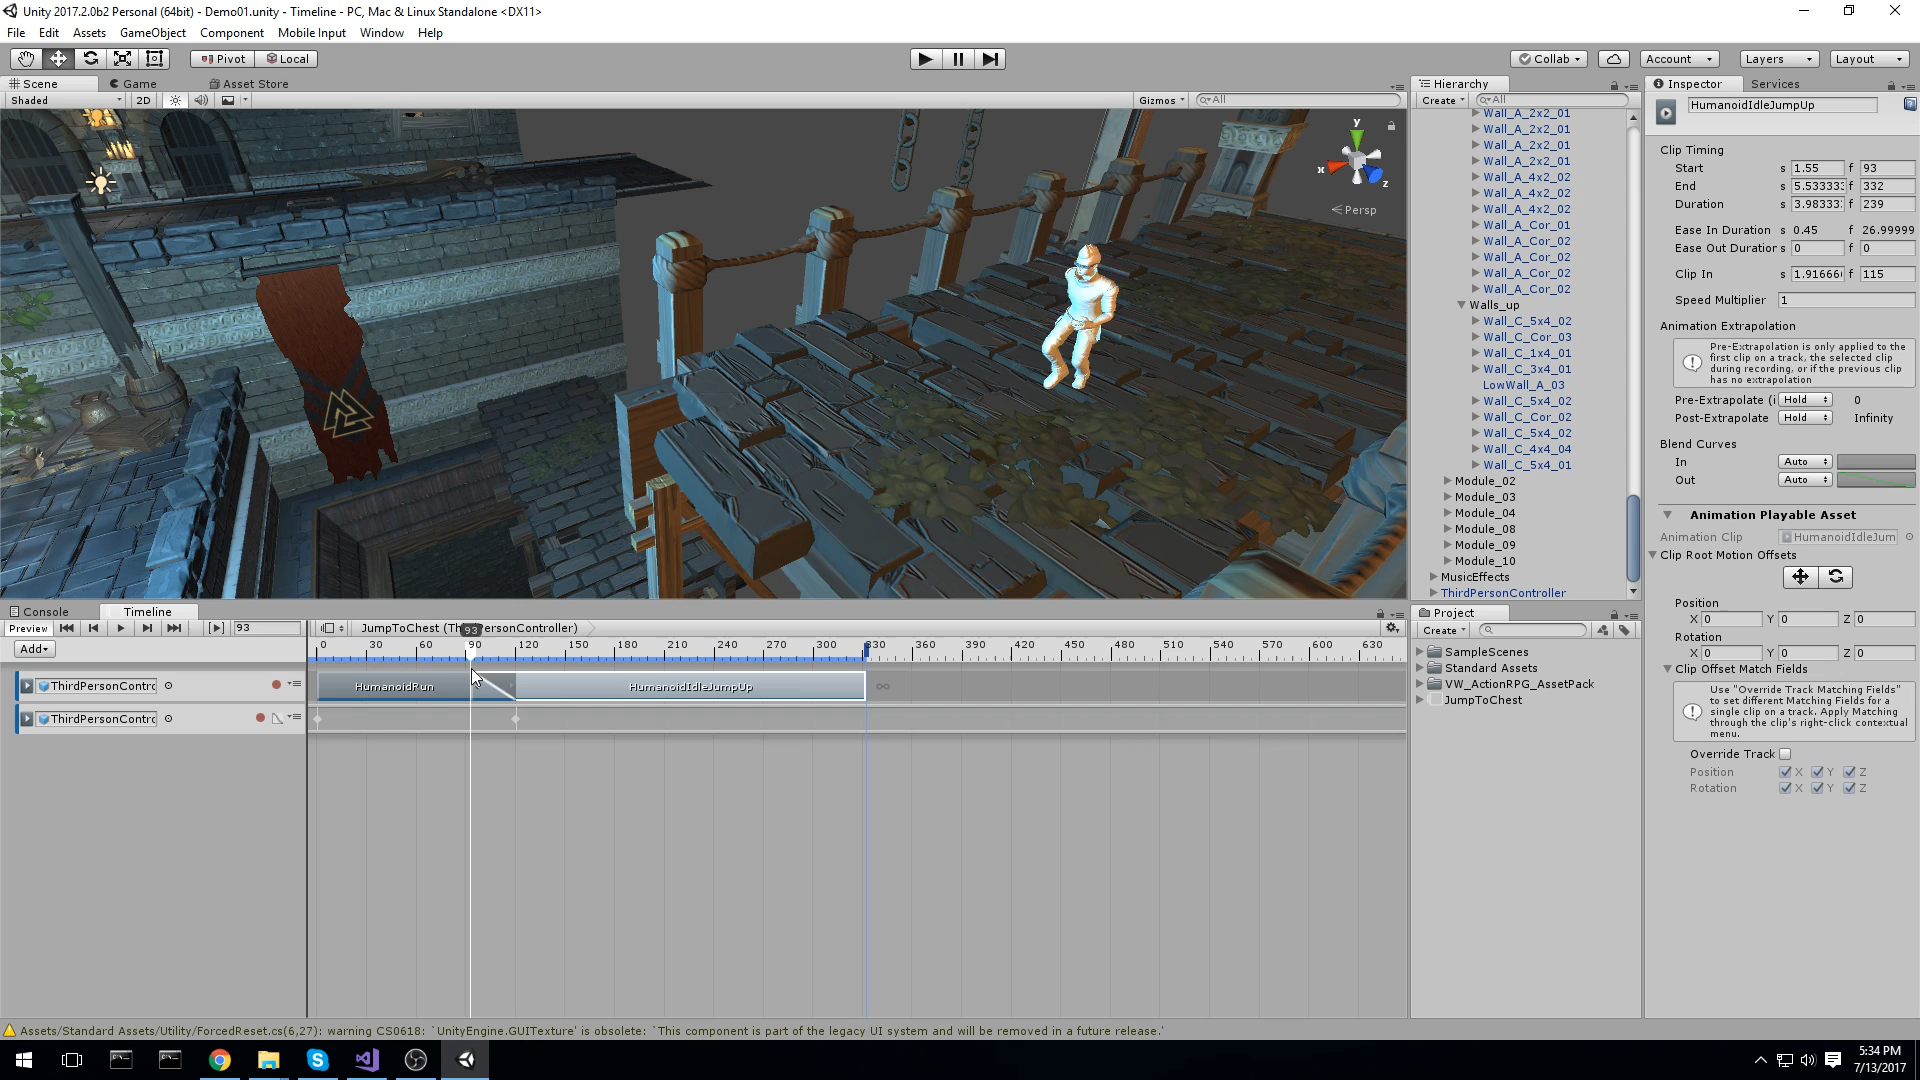 Unity 2017.2.0b2 Personal (64bit) - Demo01.unity - Timeline - PC, Mac & Linux Standalone <DX11>
File Edit Assets GameObject Component Mobile Input Window Help
Pivot Local Collab Account Layers Layout
Scene Game Asset Store
Shaded 2D Gizmos All
y
x
z
Persp
Hierarchy
Create All
Wall_A_2x2_01
Wall_A_2x2_01
Wall_A_2x2_01
Wall_A_2x2_01
Wall_A_4x2_02
Wall_A_4x2_02
Wall_A_4x2_02
Wall_A_Cor_01
Wall_A_Cor_02
Wall_A_Cor_02
Wall_A_Cor_02
Wall_A_Cor_02
Walls_up
Wall_C_5x4_02
Wall_C_Cor_03
Wall_C_1x4_01
Wall_C_3x4_01
LowWall_A_03
Wall_C_5x4_02
Wall_C_Cor_02
Wall_C_5x4_02
Wall_C_4x4_04
Wall_C_5x4_01
Module_02
Module_03
Module_04
Module_08
Module_09
Module_10
MusicEffects
ThirdPersonController
Inspector Services
HumanoidIdleJumpUp
Clip Timing
Start s 1.55 f 93
End s 5.533333 f 332
Duration s 3.98333 f 239
Ease In Duration s 0.45 f 26.99999
Ease Out Duration s 0 f 0
Clip In s 1.91666 f 115
Speed Multiplier 1
Animation Extrapolation
Pre-Extrapolation is only applied to the
first clip on a track, the selected clip
during recording, or if the previous clip
has no extrapolation
Pre-Extrapolate (i Hold 0
Post-Extrapolate Hold Infinity
Blend Curves
In Auto
Out Auto
Animation Playable Asset
Animation Clip HumanoidIdleJum
Clip Root Motion Offsets
Position
X 0 Y 0 Z 0
Rotation
X 0 Y 0 Z 0
Clip Offset Match Fields
Use "Override Track Matching Fields"
to set different Matching Fields for a
single clip on a track. Apply Matching
through the clip's right-click contextual
menu.
Override Track
Position X Y Z
Rotation X Y Z
Console Timeline
Preview 93 JumpToChest (Th 93 ersonController)
Add 0 30 60 90 120 150 180 210 240 270 300 330 360 390 420 450 480 510 540 570 600 630
ThirdPersonContro HumanoidRun HumanoidIdleJumpUp
ThirdPersonContro
Project
Create
SampleScenes
Standard Assets
VW_ActionRPG_AssetPack
JumpToChest
Assets/Standard Assets/Utility/ForcedReset.cs(6,27): warning CS0618: `UnityEngine.GUITexture' is obsolete: `This component is part of the legacy UI system and will be removed in a future release.'
5:34 PM
7/13/2017